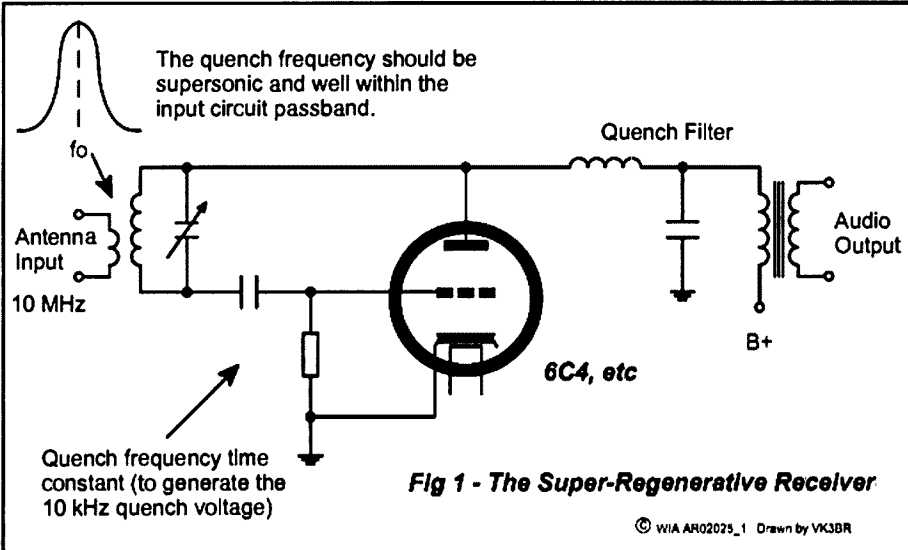 The quench frequency should be
supersonic and well within the
input circuit passband.
fo
Quench Filter
Antenna
Input
10 MHz
Audio
Output
B+
6C4, etc
Quench frequency time
constant (to generate the
10 kHz quench voltage)
Fig 1 - The Super-Regenerative Receiver
© WIA AR02025_1 Drawn by VK3BR